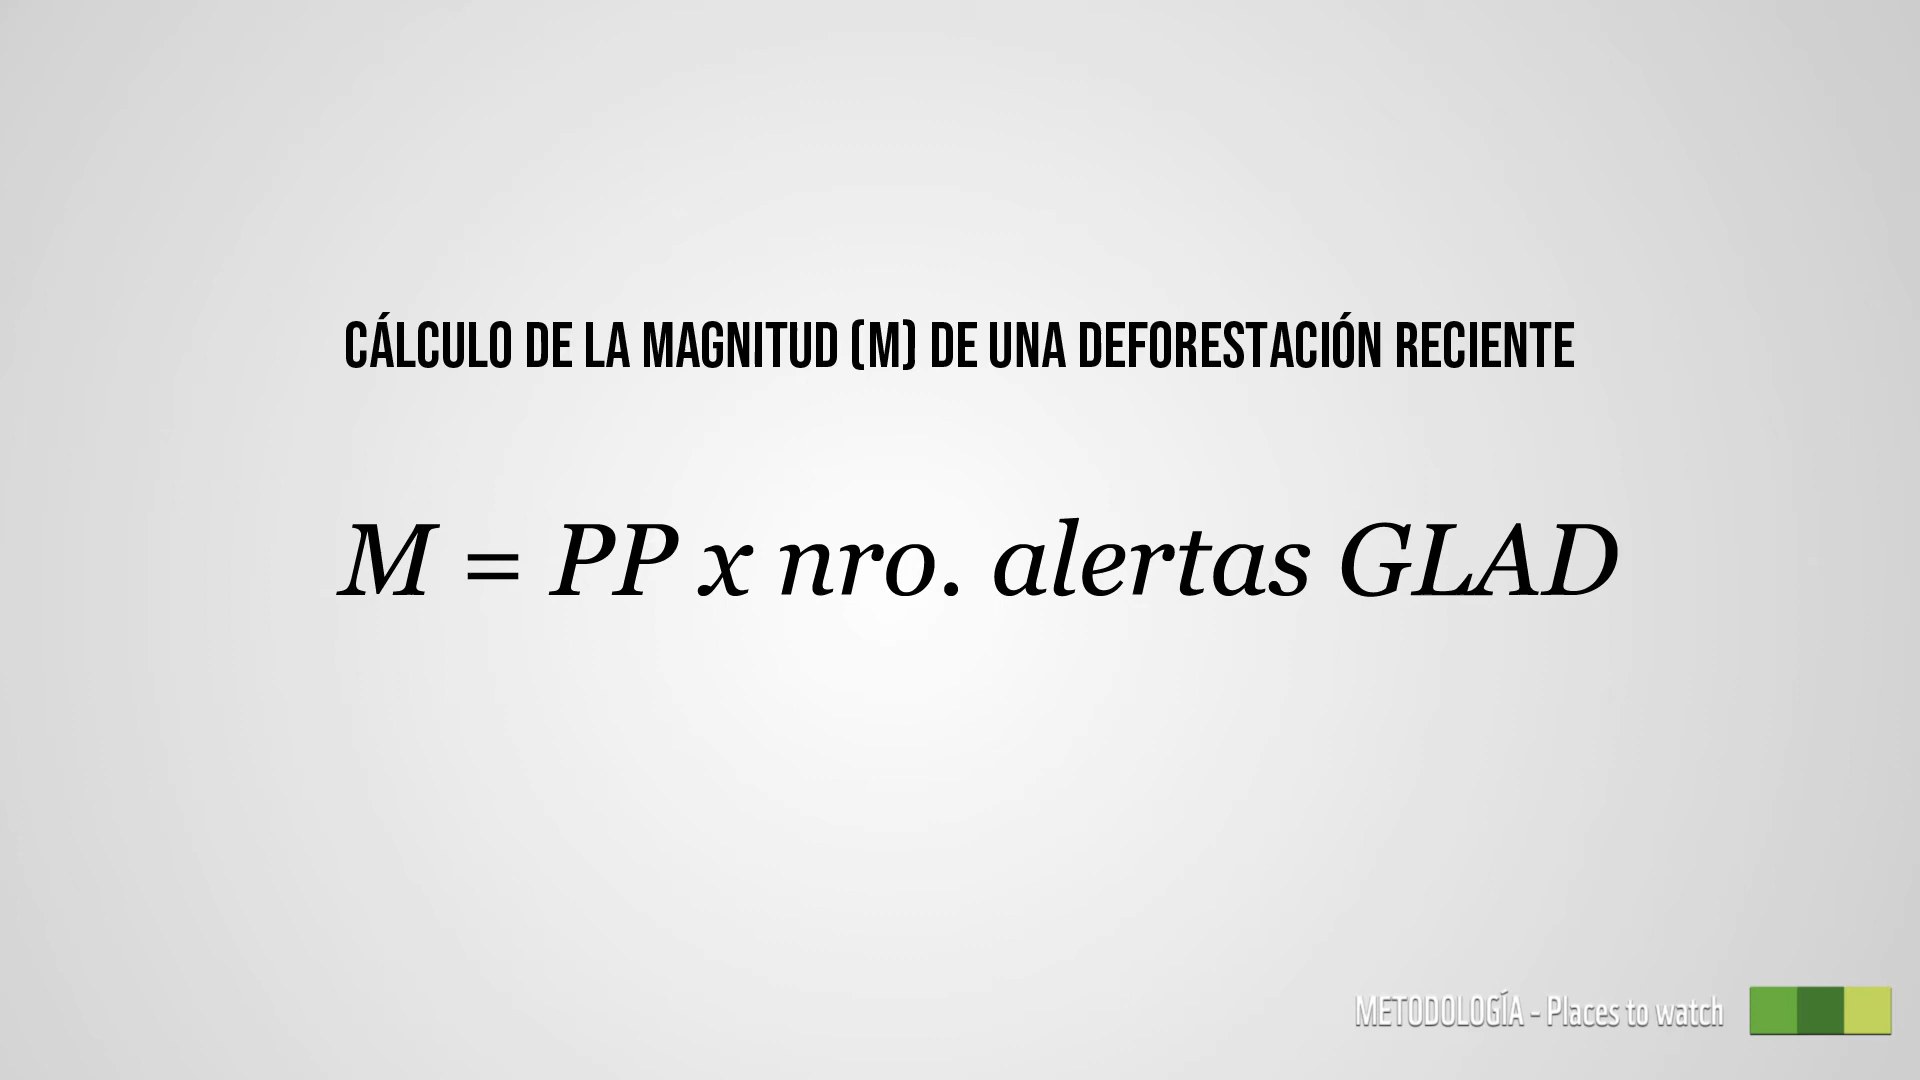 CÁLCULO DE LA MAGNITUD (M) DE UNA DEFORESTACIÓN RECIENTE
M = PP x nro. alertas GLAD
METODOLOGÍA - Places to watch